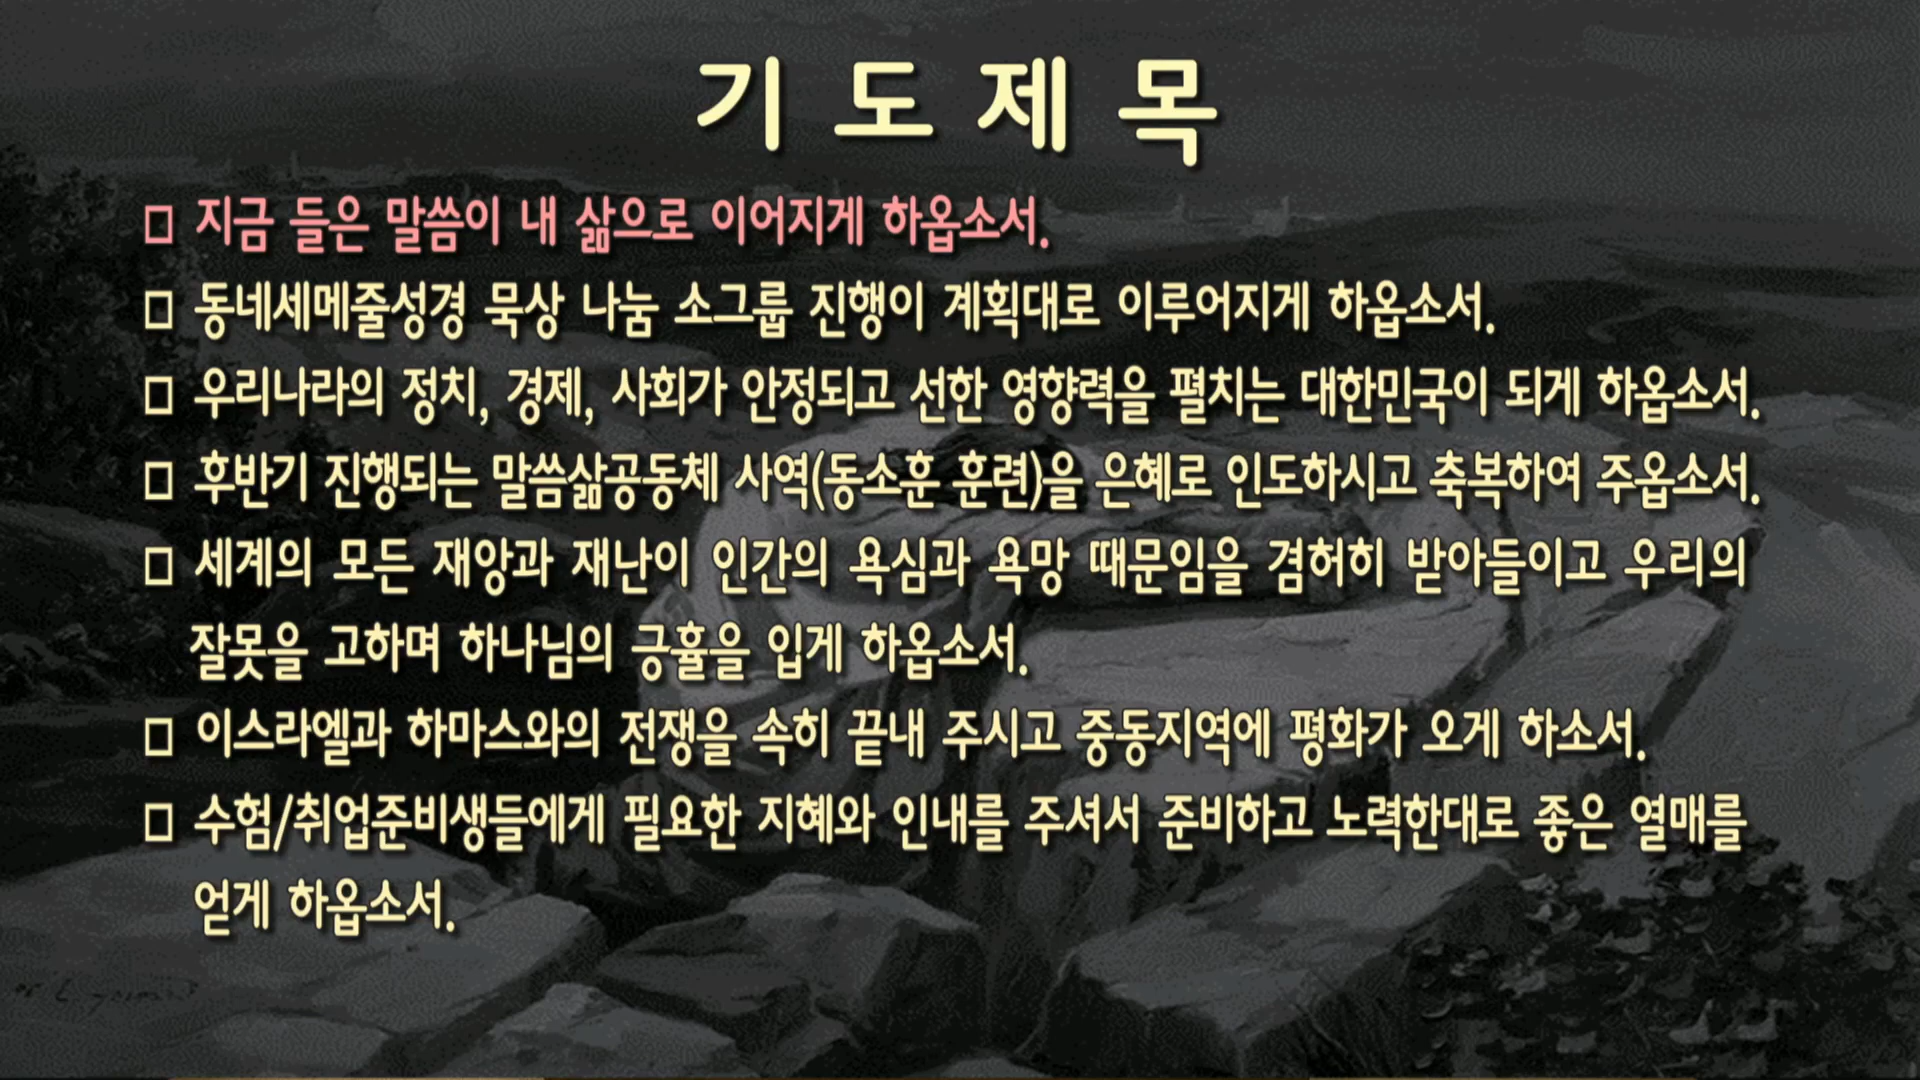 기 도 제 목
□ 지금 들은 말씀이 내 삶으로 이어지게 하옵소서.
□ 동네세메줄성경 묵상 나눔 소그룹 진행이 계획대로 이루어지게 하옵소서.
□ 우리나라의 정치, 경제, 사회가 안정되고 선한 영향력을 펼치는 대한민국이 되게 하옵소서.
□ 후반기 진행되는 말씀삶공동체 사역(동소훈 훈련)을 은혜로 인도하시고 축복하여 주옵소서.
□ 세계의 모든 재앙과 재난이 인간의 욕심과 욕망 때문임을 겸허히 받아들이고 우리의
잘못을 고하며 하나님의 긍휼을 입게 하옵소서.
□ 이스라엘과 하마스와의 전쟁을 속히 끝내 주시고 중동지역에 평화가 오게 하소서.
□ 수험/취업준비생들에게 필요한 지혜와 인내를 주셔서 준비하고 노력한대로 좋은 열매를
얻게 하옵소서.